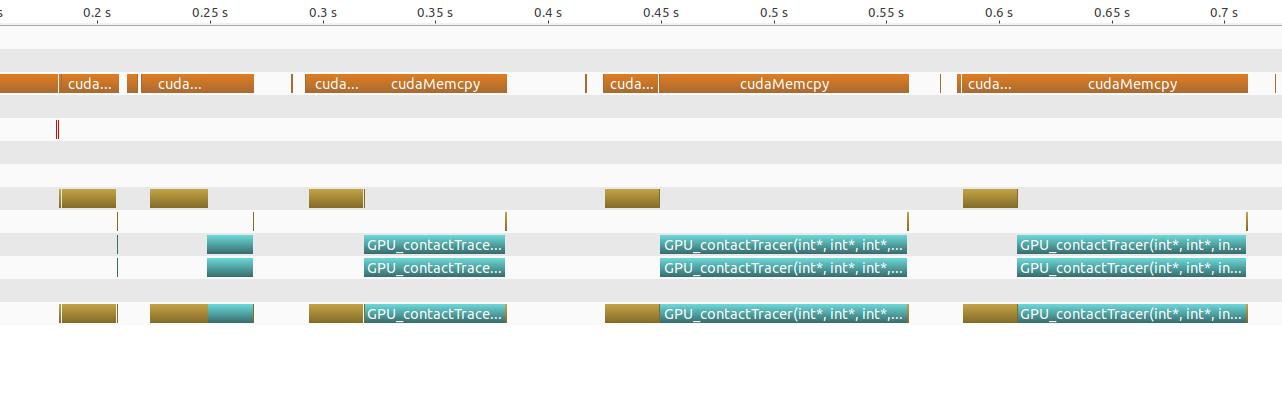 s 0.2 s 0.25 s 0.3 s 0.35 s 0.4 s 0.45 s 0.5 s 0.55 s 0.6 s 0.65 s 0.7 s
cuda... cuda... cuda... cudaMemcpy cuda... cudaMemcpy cuda... cudaMemcpy
GPU_contactTrace... GPU_contactTracer(int*, int*, int*,... GPU_contactTracer(int*, int*, in...
GPU_contactTrace... GPU_contactTracer(int*, int*, int*,... GPU_contactTracer(int*, int*, in...
GPU_contactTrace... GPU_contactTracer(int*, int*, int*,... GPU_contactTracer(int*, int*, in...